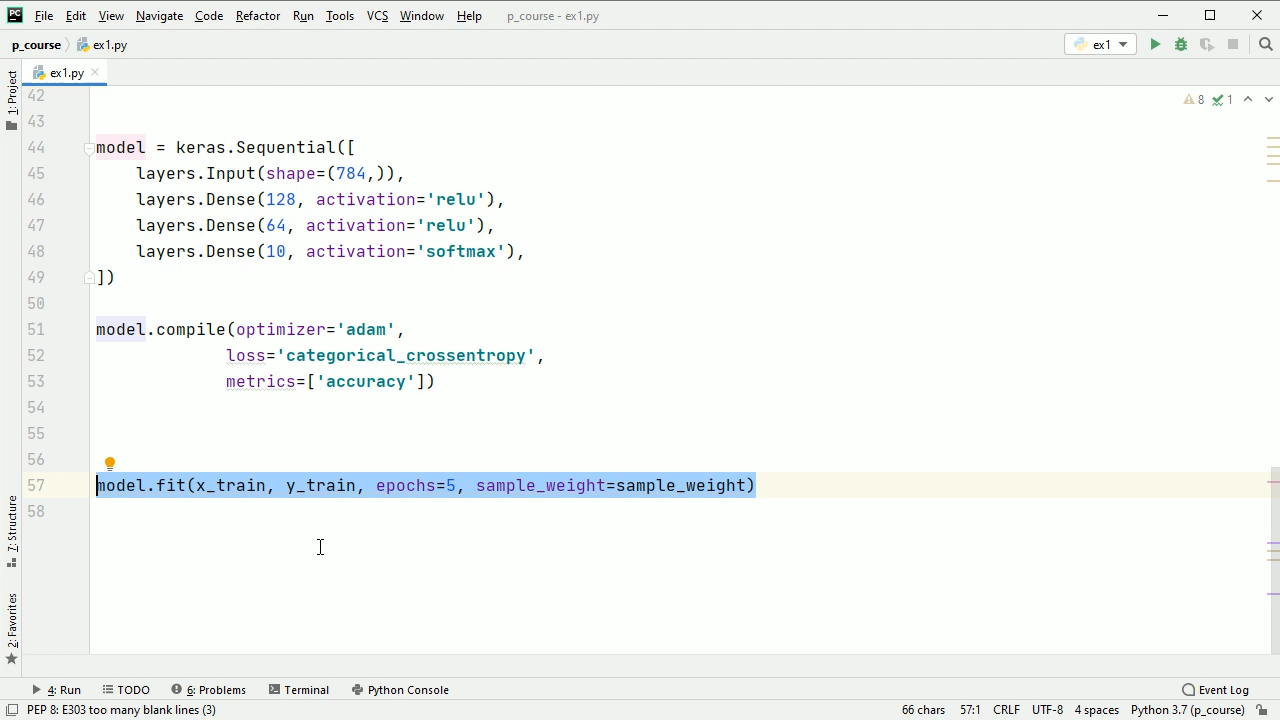 PC File Edit View Navigate Code Refactor Run Tools VCS Window Help p_course - ex1.py
p_course ex1.py ex1
1: Project
ex1.py
8 1
42
43
44 model = keras.Sequential([
45 layers.Input(shape=(784,)),
46 layers.Dense(128, activation='relu'),
47 layers.Dense(64, activation='relu'),
48 layers.Dense(10, activation='softmax'),
49 ])
50
51 model.compile(optimizer='adam',
52 loss='categorical_crossentropy',
53 metrics=['accuracy'])
54
55
56
57 model.fit(x_train, y_train, epochs=5, sample_weight=sample_weight)
58
7: Structure
2: Favorites
4: Run TODO 6: Problems Terminal Python Console Event Log
PEP 8: E303 too many blank lines (3) 66 chars 57:1 CRLF UTF-8 4 spaces Python 3.7 (p_course)